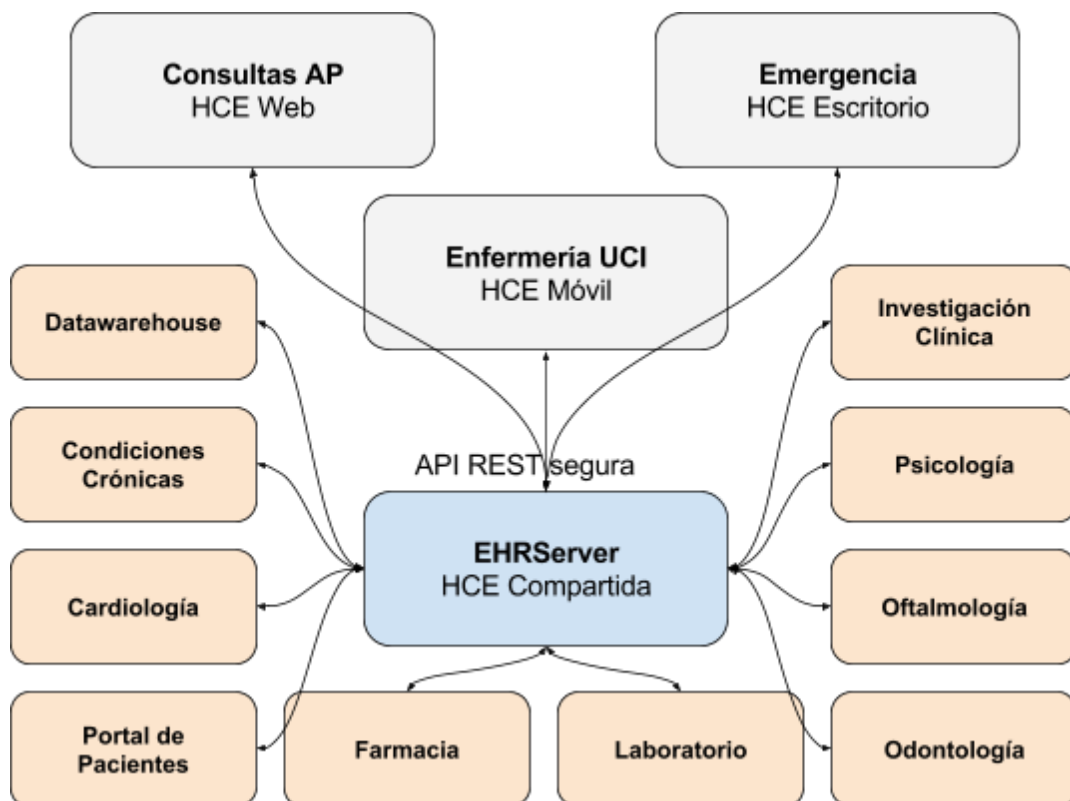 Consultas AP
HCE Web
Emergencia
HCE Escritorio
Enfermería UCI
HCE Móvil
Datawarehouse
Investigación
Clínica
Condiciones
Crónicas
Psicología
API REST segura
EHRServer
HCE Compartida
Cardiología
Oftalmología
Portal de
Pacientes
Farmacia
Laboratorio
Odontología